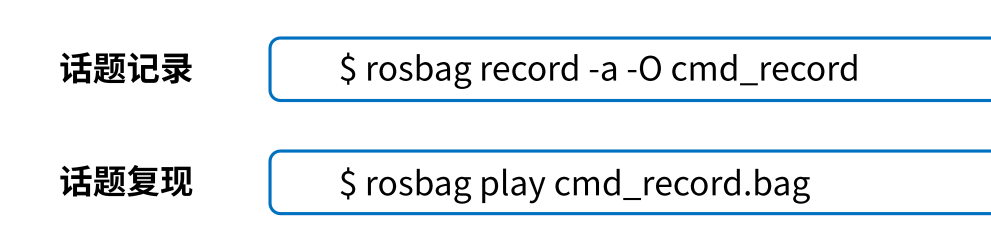 话题记录
$ rosbag record -a -O cmd_record
话题复现
$ rosbag play cmd_record.bag